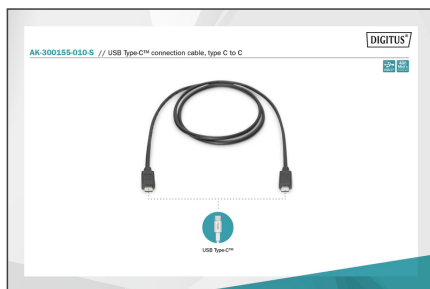 DIGITUS®
AK-300155-010-S // USB Type-C™ connection cable, type C to C
USB Type-C™